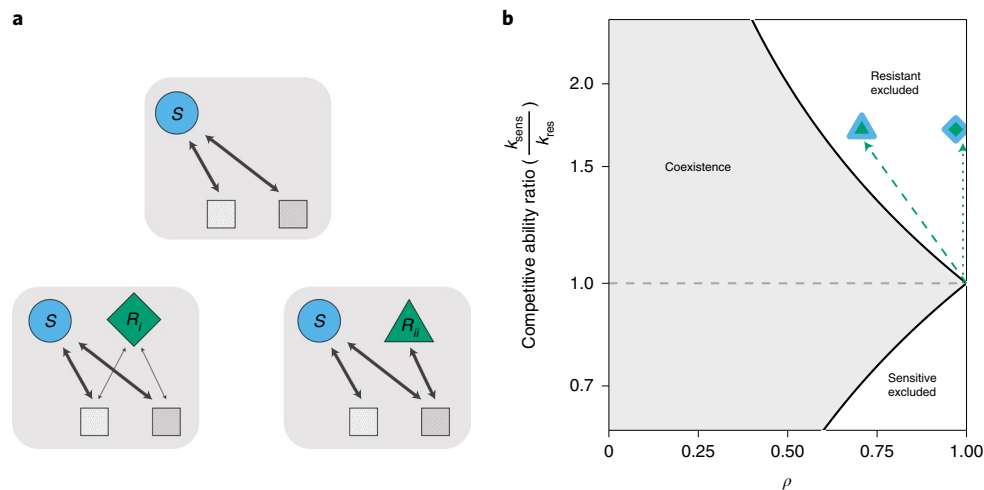 a
S
S
R_i
S
R_ii
b
Competitive ability ratio ( k_sens / k_res )
2.0
1.5
1.0
0.7
Resistant
excluded
Coexistence
Sensitive
excluded
0
0.25
0.50
0.75
1.00
ρ